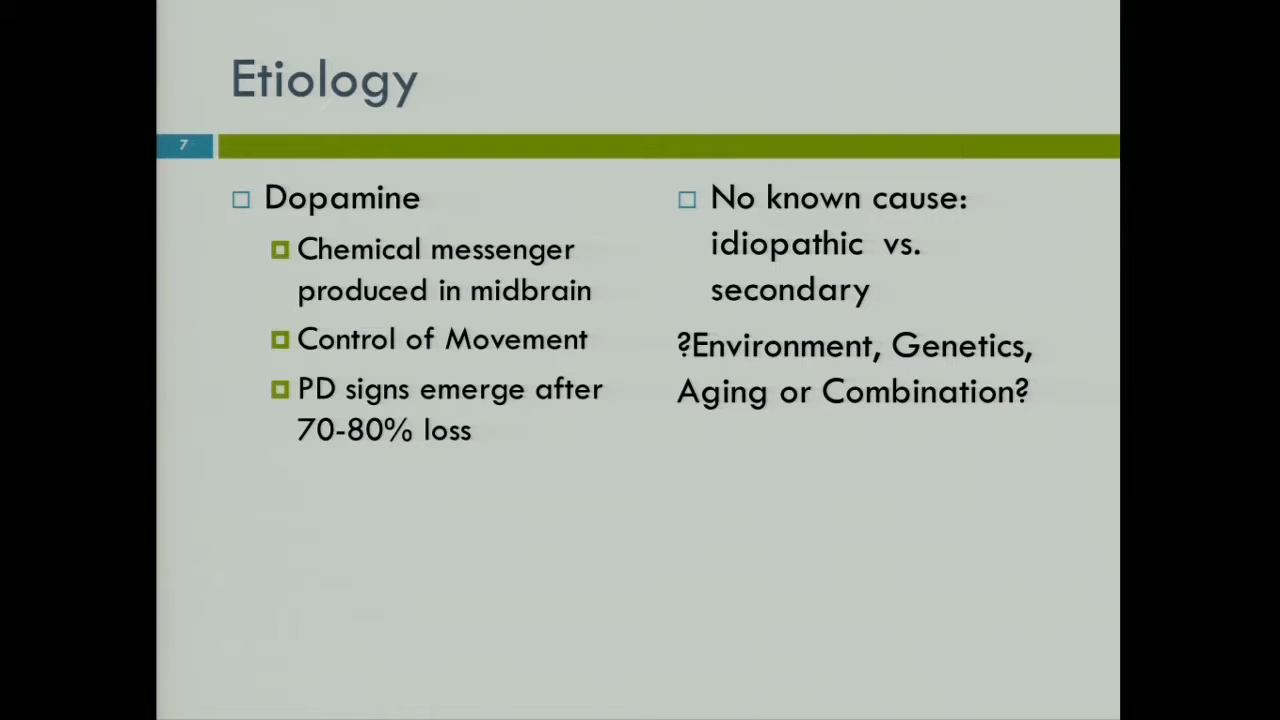 Etiology
7
Dopamine
Chemical messenger
produced in midbrain
Control of Movement
PD signs emerge after
70-80% loss
No known cause:
idiopathic vs.
secondary
?Environment, Genetics,
Aging or Combination?